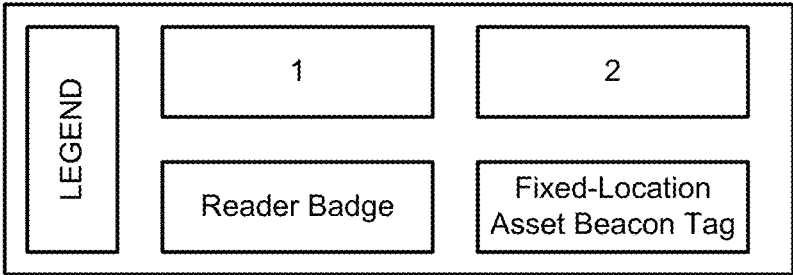 LEGEND
1
2
Reader Badge
Fixed-Location
Asset Beacon Tag